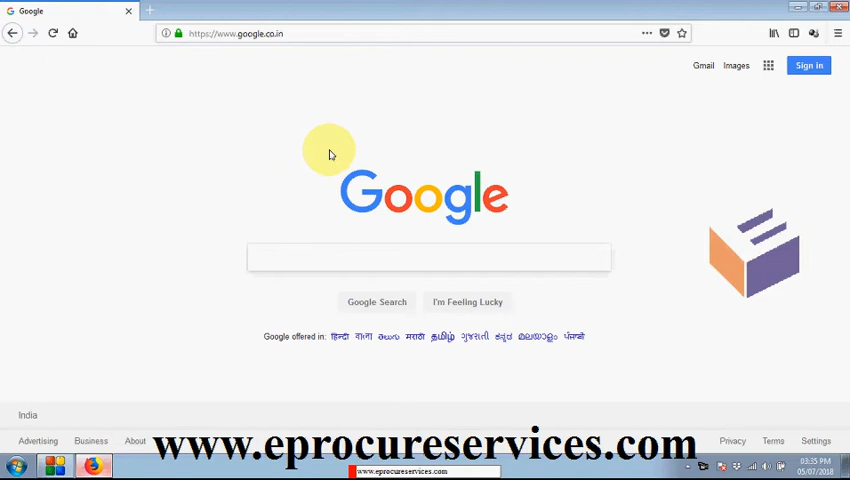 Google
https://www.google.co.in
Gmail Images Sign in
Google
Google Search I'm Feeling Lucky
Google offered in: हिन्दी বাংলা తెలుగు मराठी தமிழ் ગુજરાતી ಕನ್ನಡ മലയാളം ਪੰਜਾਬੀ
India
Advertising Business About Privacy Terms Settings
www.eprocureservices.com
www.eprocureservices.com
03:35 PM
05/07/2018